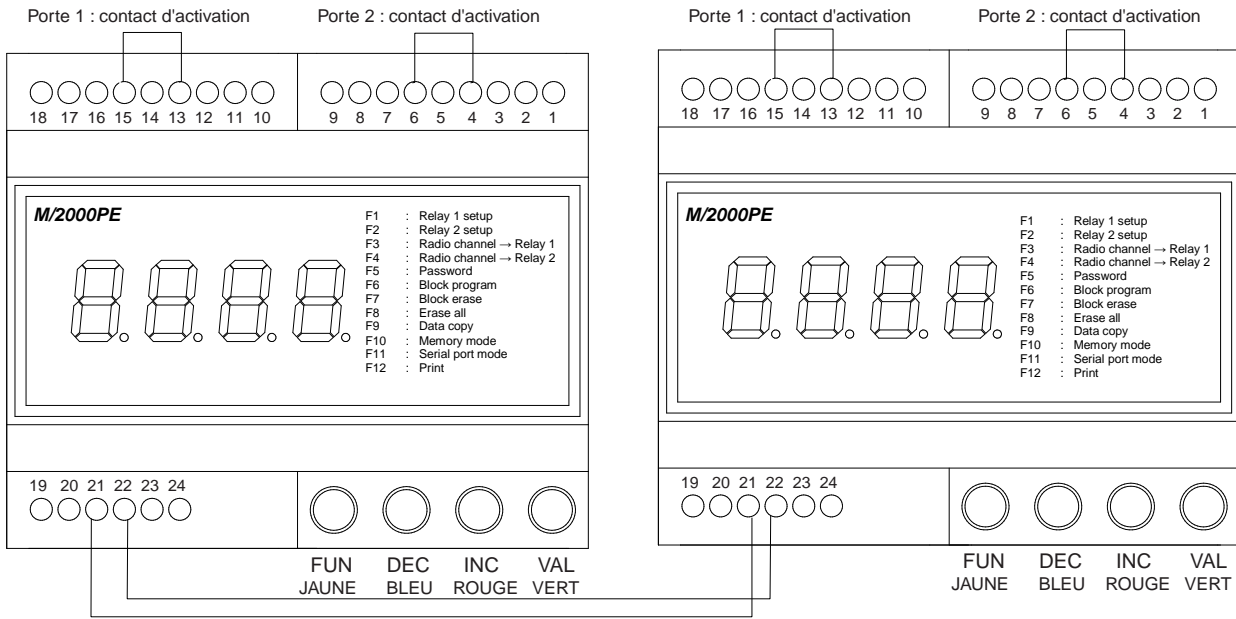 Porte 1 : contact d'activation Porte 2 : contact d'activation
18 17 16 15 14 13 12 11 10 9 8 7 6 5 4 3 2 1
M/2000PE
F1 : Relay 1 setup
F2 : Relay 2 setup
F3 : Radio channel → Relay 1
F4 : Radio channel → Relay 2
F5 : Password
F6 : Block program
F7 : Block erase
F8 : Erase all
F9 : Data copy
F10 : Memory mode
F11 : Serial port mode
F12 : Print
19 20 21 22 23 24
FUN DEC INC VAL
JAUNE BLEU ROUGE VERT
Porte 1 : contact d'activation Porte 2 : contact d'activation
18 17 16 15 14 13 12 11 10 9 8 7 6 5 4 3 2 1
M/2000PE
F1 : Relay 1 setup
F2 : Relay 2 setup
F3 : Radio channel → Relay 1
F4 : Radio channel → Relay 2
F5 : Password
F6 : Block program
F7 : Block erase
F8 : Erase all
F9 : Data copy
F10 : Memory mode
F11 : Serial port mode
F12 : Print
19 20 21 22 23 24
FUN DEC INC VAL
JAUNE BLEU ROUGE VERT